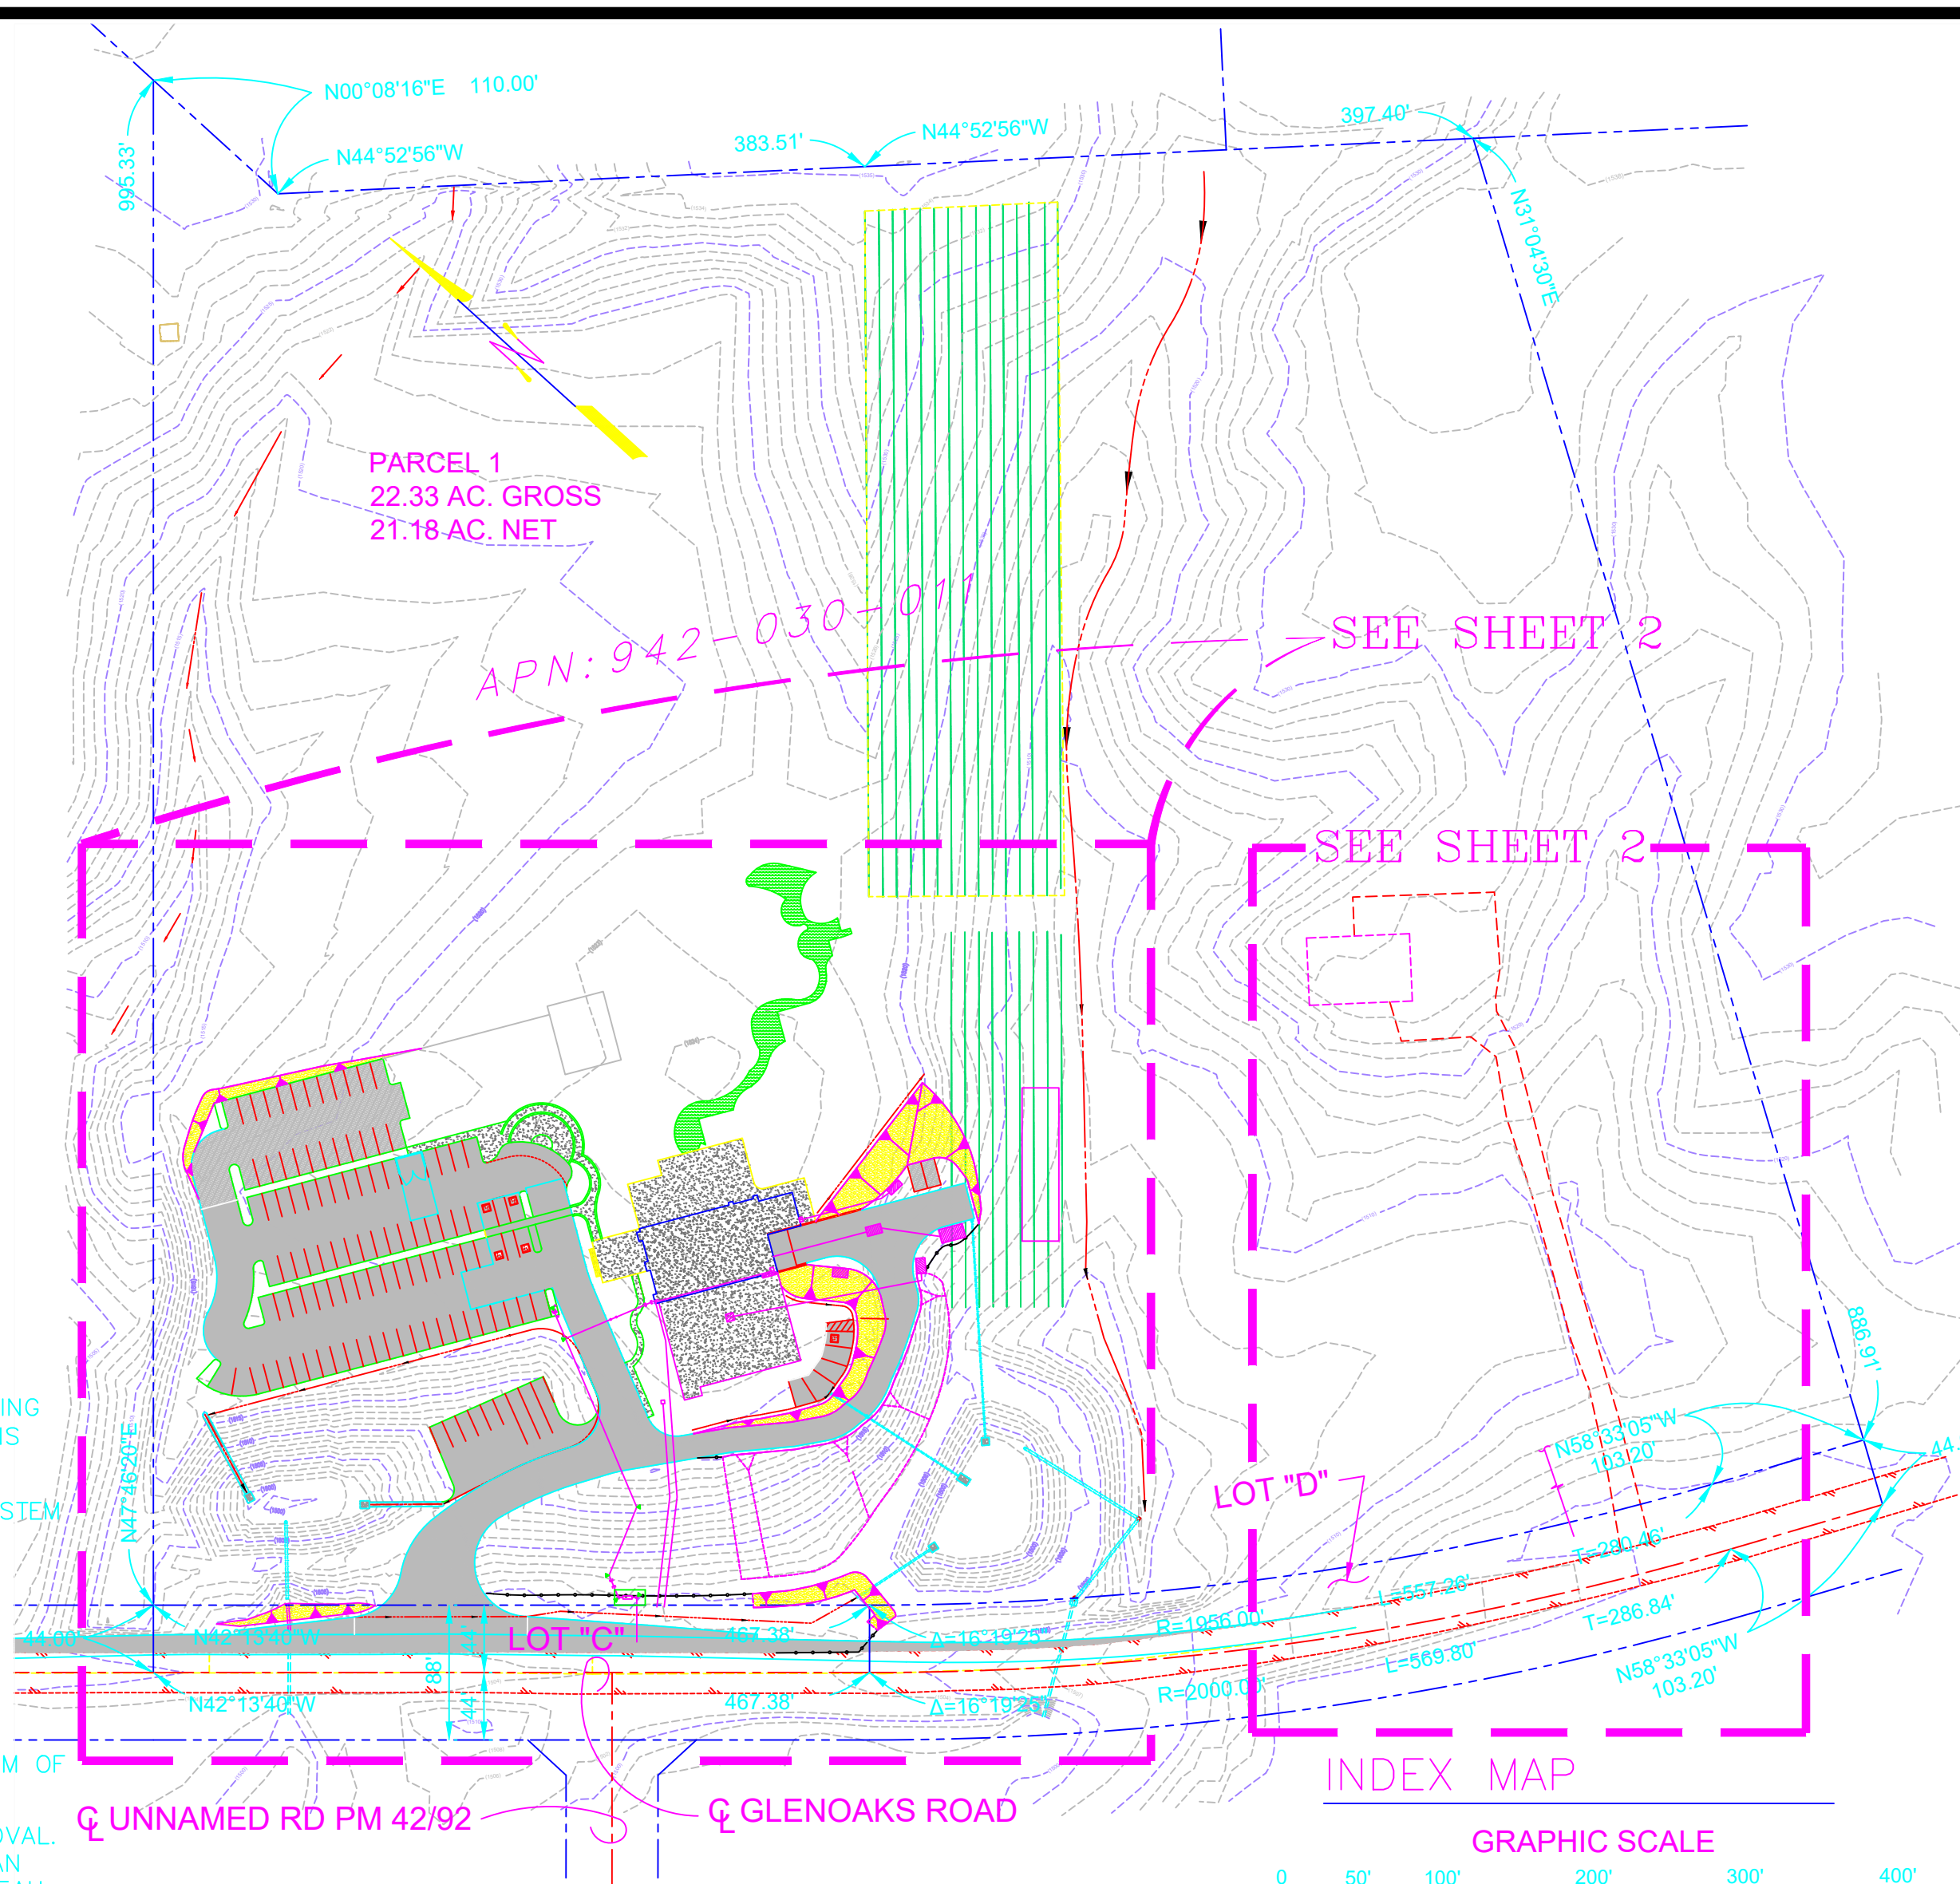 N00°08'16"E 110.00'
995.33'
N44°52'56"W
383.51'
N44°52'56"W
397.40'
N31°04'30"E
PARCEL 1
22.33 AC. GROSS
21.18 AC. NET
APN: 942-030-011
SEE SHEET 2
SEE SHEET 2
ING
NS
STEM
N47°46'20"E
886.91'
N58°33'05"W
103.20'
44.
LOT "D"
T=280.46'
L=557.26'
R=1956.00'
Δ=16°19'25"
467.38'
LOT "C"
N42°13'40"W
44.00'
44'
88'
44'
N42°13'40"W
467.38'
Δ=16°19'25"
R=2000.00'
L=569.80'
T=286.84'
N58°33'05"W
103.20'
M OF
INDEX MAP
℄ UNNAMED RD PM 42/92
℄ GLENOAKS ROAD
OVAL.
AN
GRAPHIC SCALE
0 50' 100' 200' 300' 400'